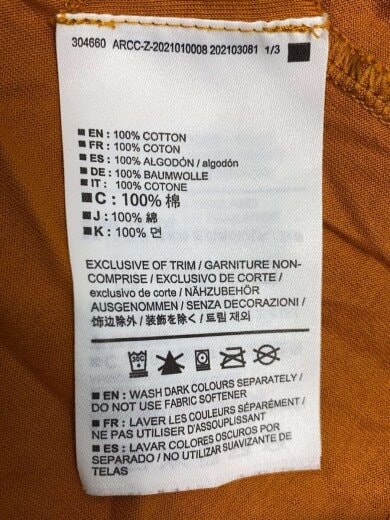 304660 ARCC-Z-2021010008 202103081 1/3
EN : 100% COTTON
FR : 100% COTON
ES : 100% ALGODÓN / algodón
DE : 100% BAUMWOLLE
IT : 100% COTONE
C : 100% 棉
J : 100% 綿
K : 100% 면
EXCLUSIVE OF TRIM / GARNITURE NON-
COMPRISE / EXCLUSIVO DE CORTE /
exclusivo de corte / NÄHZUBEHÖR
AUSGENOMMEN / SENZA DECORAZIONI /
饰边除外 / 装飾を除く / 트림 제외
30C
EN : WASH DARK COLOURS SEPARATELY /
DO NOT USE FABRIC SOFTENER
FR : LAVER LES COULEURS SÉPARÉMENT /
NE PAS UTILISER D'ASSOUPLISSANT
ES : LAVAR COLORES OSCUROS POR
SEPARADO / NO UTILIZAR SUAVIZANTE DE
TELAS